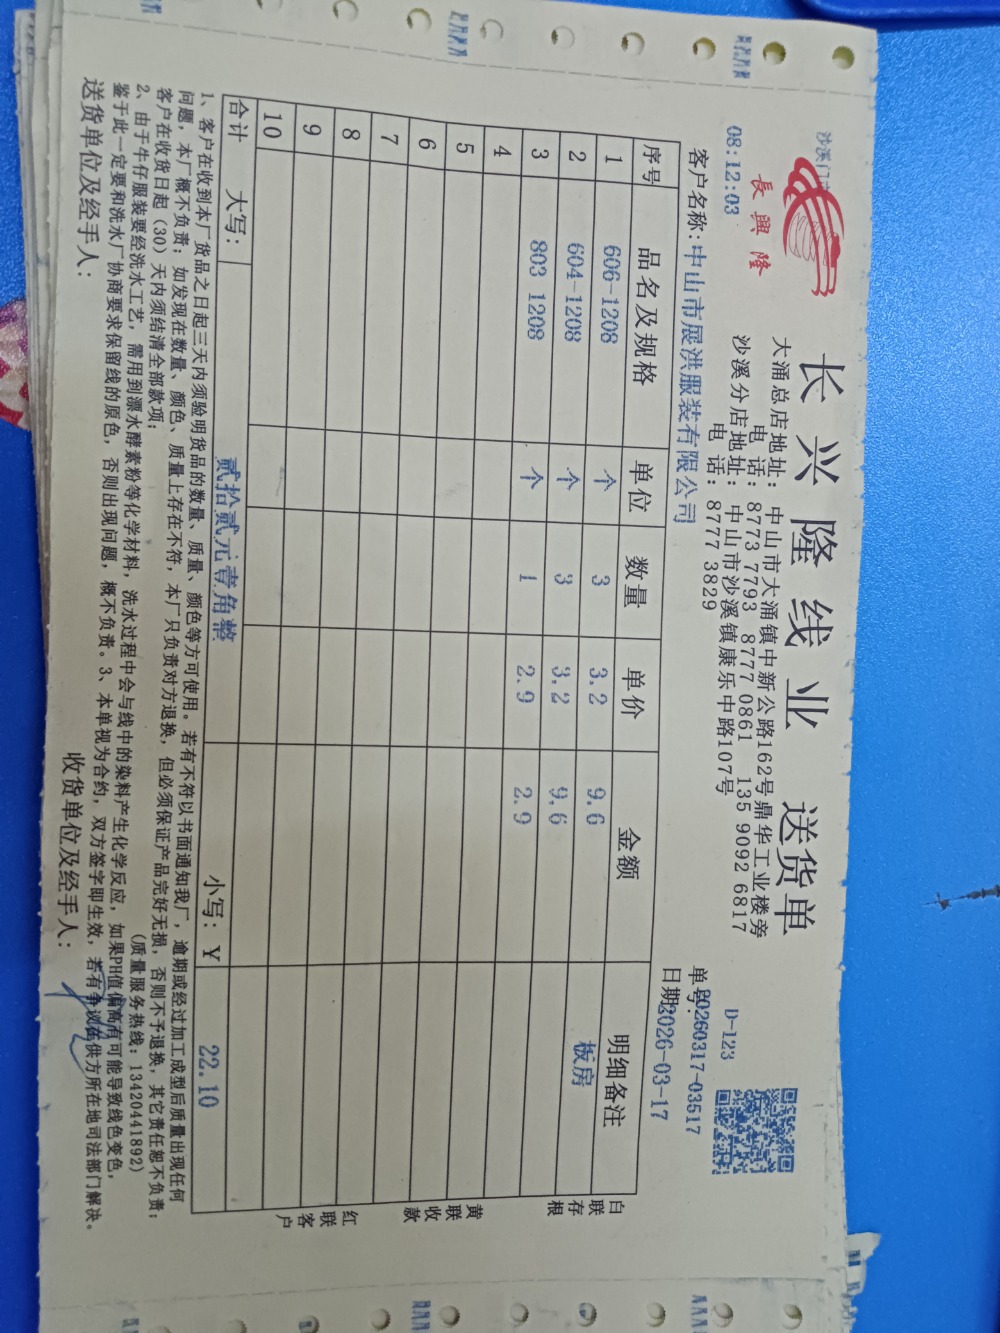 沙溪门
長興隆
08:12:03
长兴隆线业 送货单
大涌总店地址：中山市大涌镇中新公路162号鼎华工业楼旁
电 话：8773 7793 8777 0861 135 9092 6817
沙溪分店地址：中山市沙溪镇康乐中路107号
电 话：8777 3829
D-123
单号:20260317-03517
客户名称:中山市展洪服装有限公司
日期2026-03-17
序号 品名及规格 单位 数量 单价 金额 明细备注
1 606-1208 个 3 3.2 9.6 板房
2 604-1208 个 3 3.2 9.6
3 803 1208 个 1 2.9 2.9
4
5
6
7
8
9
10
合计 大写： 贰拾贰元壹角整 小写：￥ 22.10
白联存根
黄联收款
红联客户
1、客户在收到本厂货品之日起三天内须验明货品的数量、质量、颜色等方可使用。若有不符以书面通知我厂，逾期或经过加工成型后质量出现任何
问题，本厂概不负责；如发现在数量、颜色、质量上存在不符，本厂只负责对方退换，但必须保证产品完好无损，否则不予退换，其它责任恕不负责；
客户在收货日起（30）天内须结清全部款项；（质量服务热线：13420441892）
2、由于牛仔服装要经洗水工艺，需用到漂水酵素粉等化学材料，洗水过程中会与线中的染料产生化学反应，如果PH值偏高有可能导致线色变色，
鉴于此一定要和洗水厂协商要求保留线的原色，否则出现问题，概不负责。3、本单视为合约，双方签字即生效，若有争议在供方所在地司法部门解决。
送货单位及经手人： 收货单位及经手人：